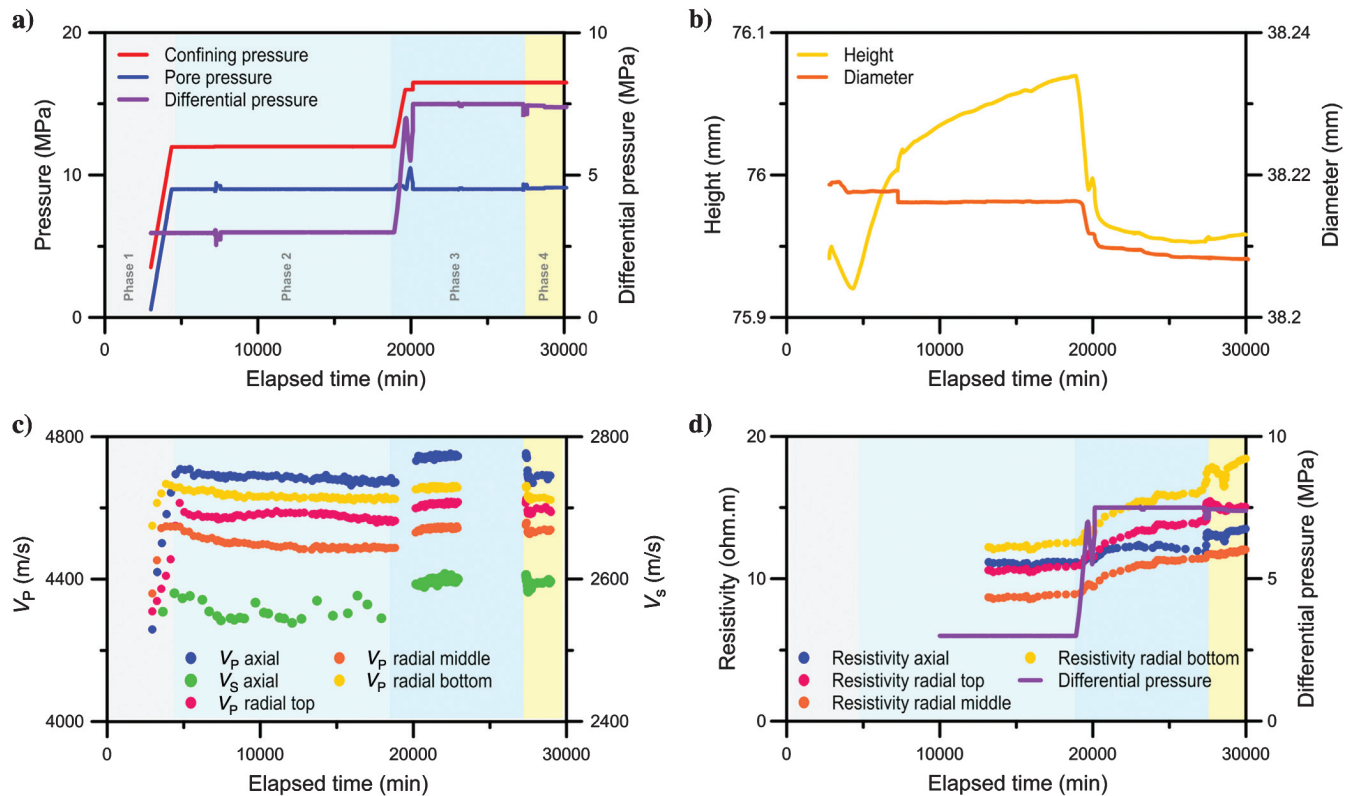 a)
20
10
Confining pressure
Pore pressure
Differential pressure
Pressure (MPa)
10
5
Differential pressure (MPa)
Phase 1
Phase 2
Phase 3
Phase 4
0
0
0
10000
20000
30000
Elapsed time (min)
b)
76.1
38.24
Height
Diameter
Height (mm)
76
38.22
Diameter (mm)
75.9
38.2
0
10000
20000
30000
Elapsed time (min)
c)
4800
2800
VP (m/s)
4400
2600
Vs (m/s)
VP axial
VP radial middle
VS axial
VP radial bottom
VP radial top
4000
2400
0
10000
20000
30000
Elapsed time (min)
d)
20
10
Resistivity (ohm.m)
10
5
Differential pressure (MPa)
Resistivity axial
Resistivity radial bottom
Resistivity radial top
Differential pressure
Resistivity radial middle
0
0
0
10000
20000
30000
Elapsed time (min)